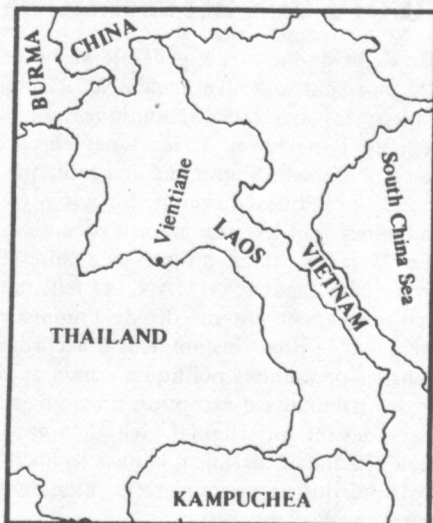 CHINA
BURMA
Vientiane
LAOS
VIETNAM
South China Sea
THAILAND
KAMPUCHEA